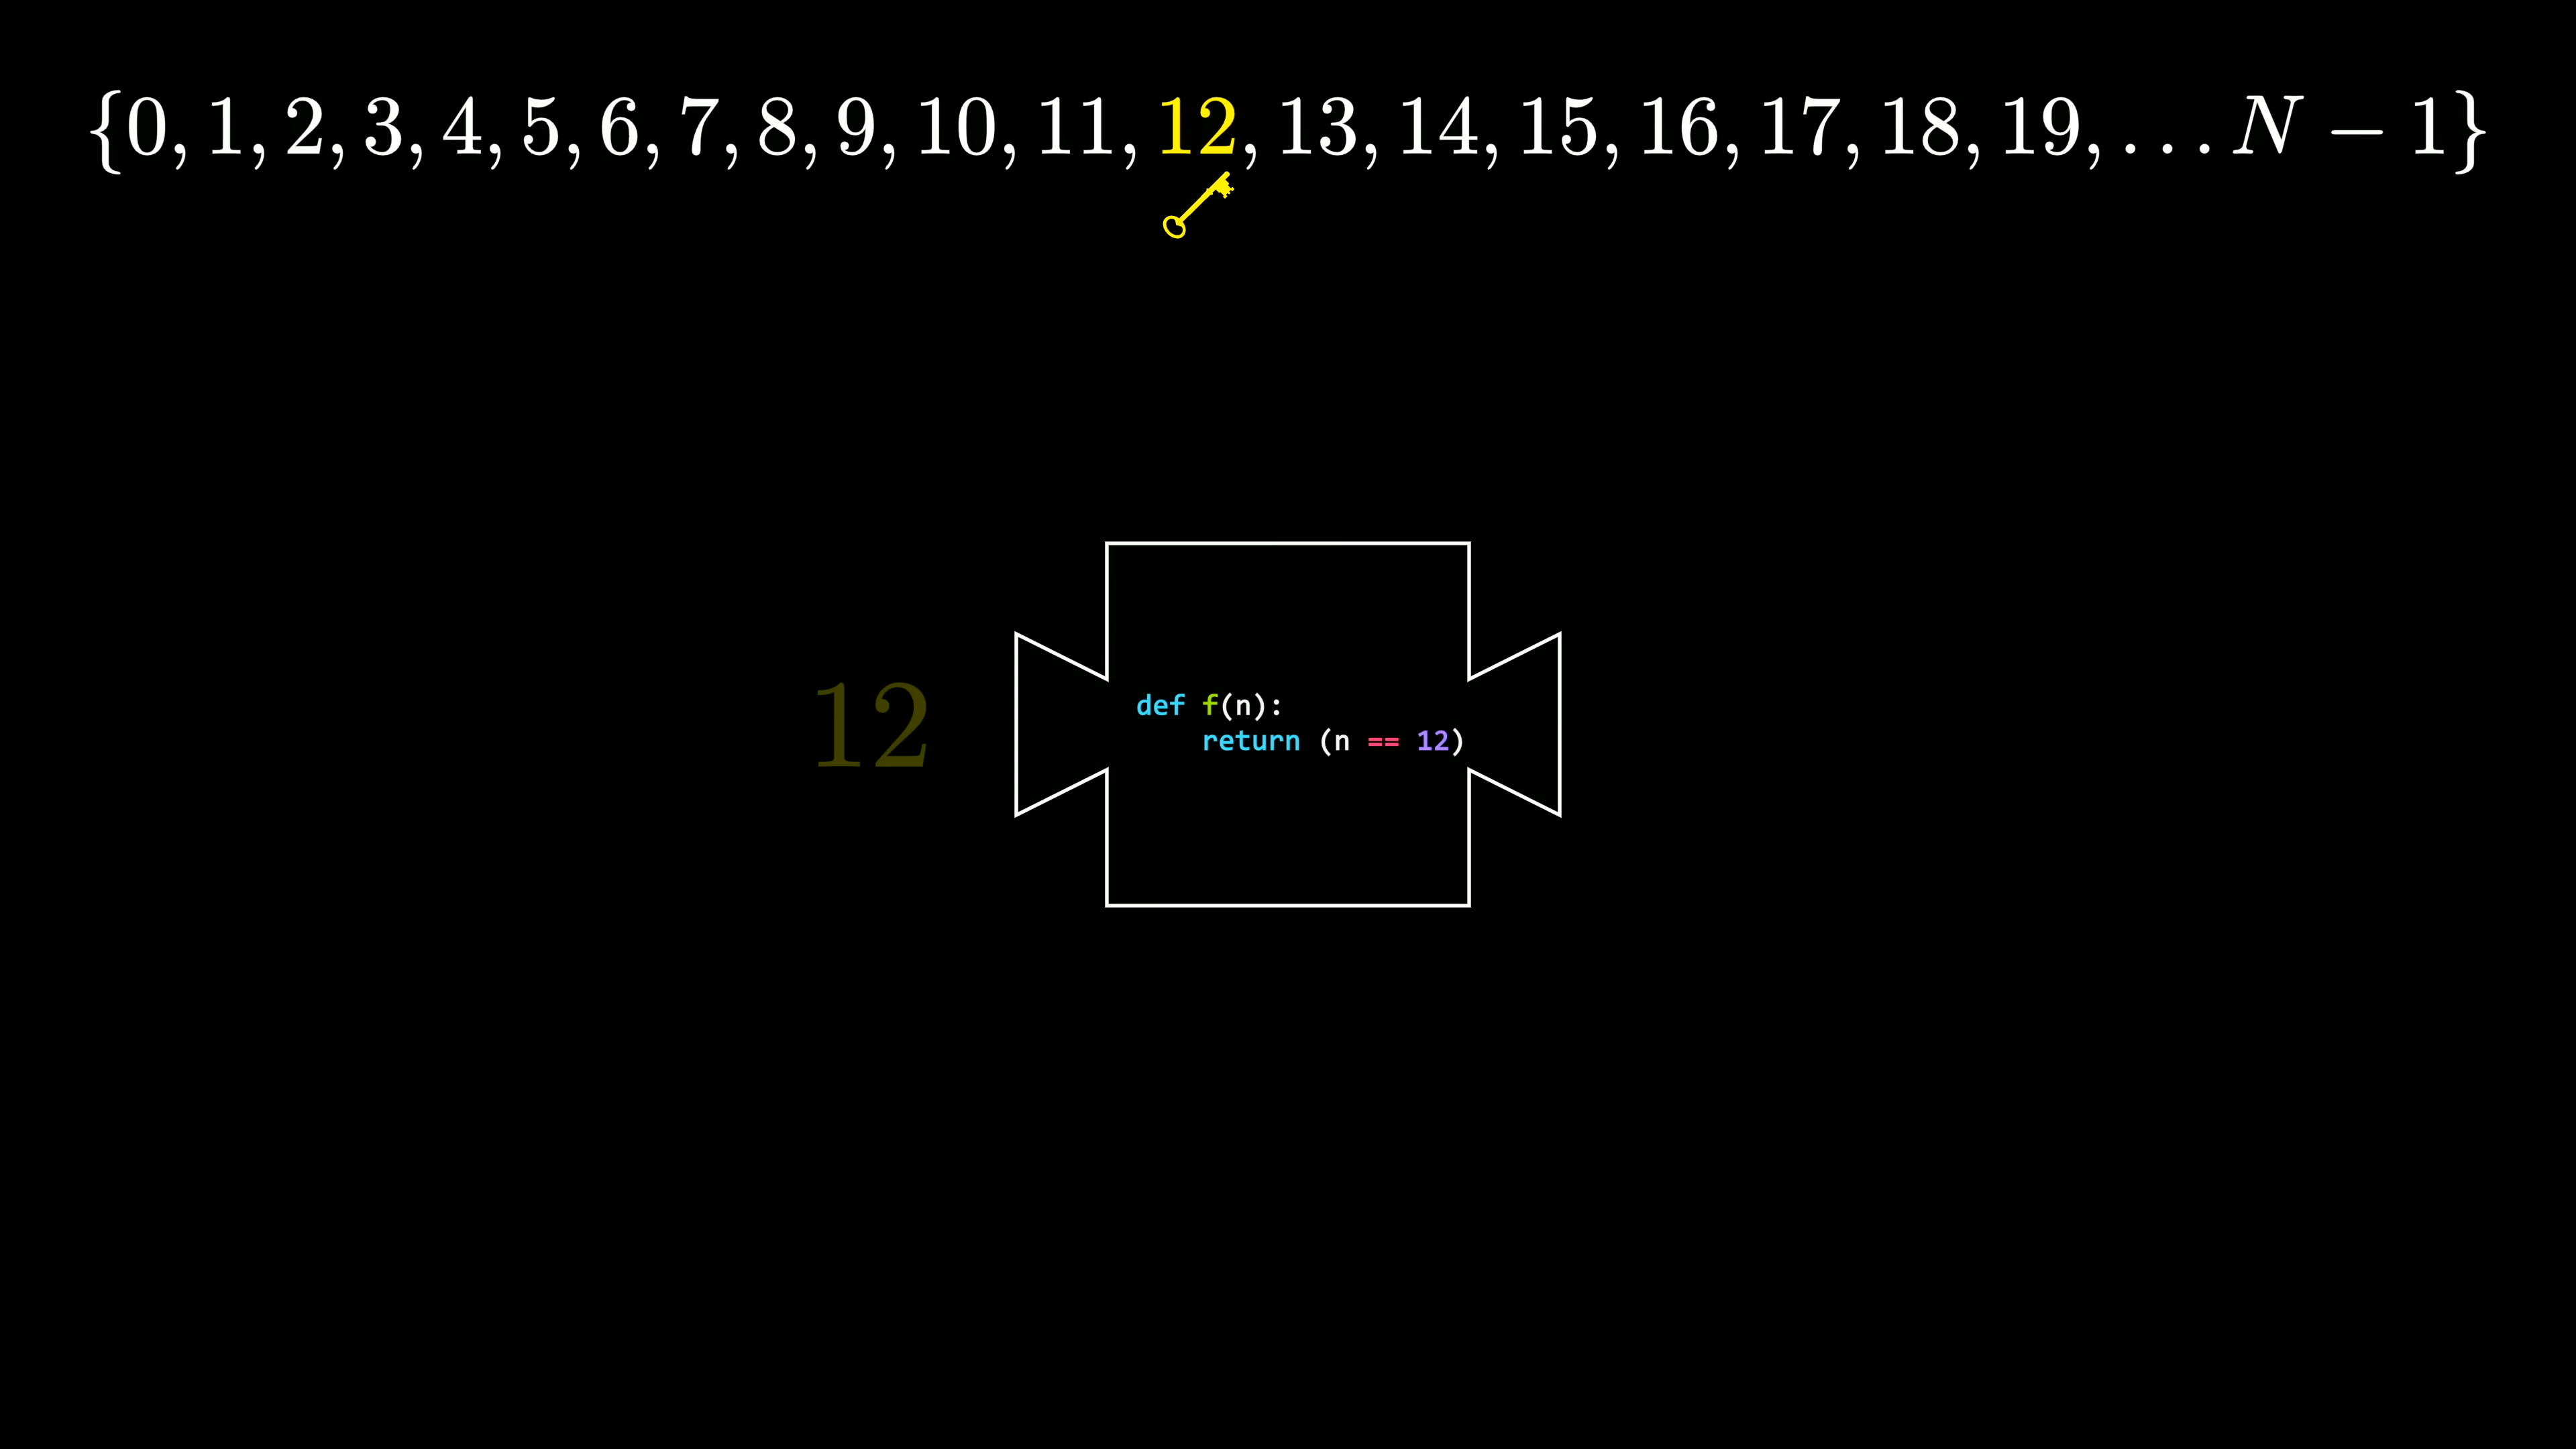 {0, 1, 2, 3, 4, 5, 6, 7, 8, 9, 10, 11, 12, 13, 14, 15, 16, 17, 18, 19, ... N − 1}
12
def f(n):
    return (n == 12)